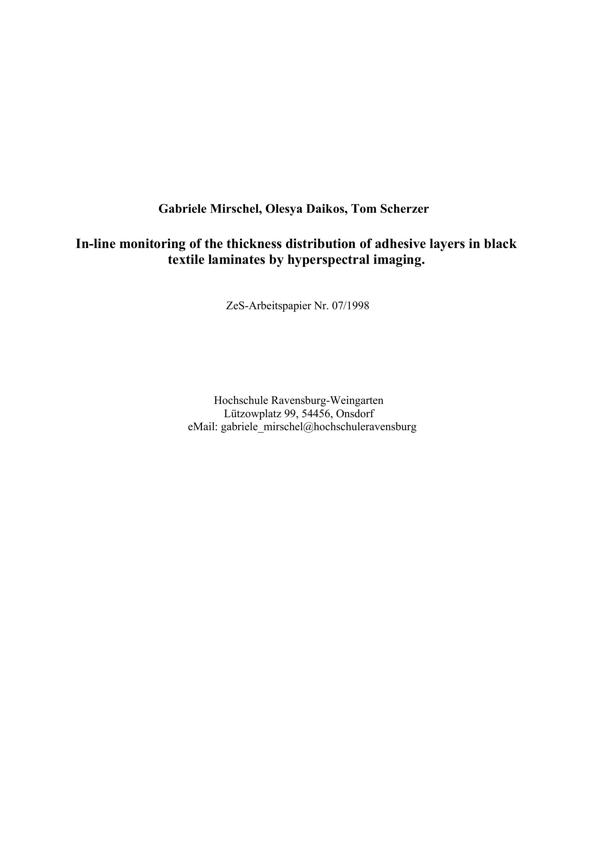 Gabriele Mirschel, Olesya Daikos, Tom Scherzer
In-line monitoring of the thickness distribution of adhesive layers in black
textile laminates by hyperspectral imaging.
ZeS-Arbeitspapier Nr. 07/1998
Hochschule Ravensburg-Weingarten
Lützowplatz 99, 54456, Onsdorf
eMail: gabriele_mirschel@hochschuleravensburg